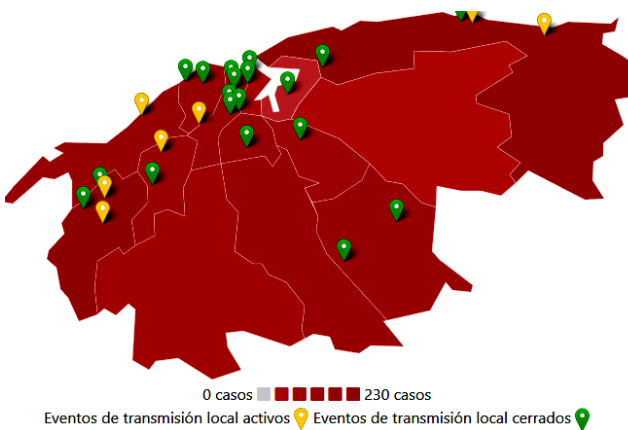 0 casos 230 casos
Eventos de transmisión local activos Eventos de transmisión local cerrados